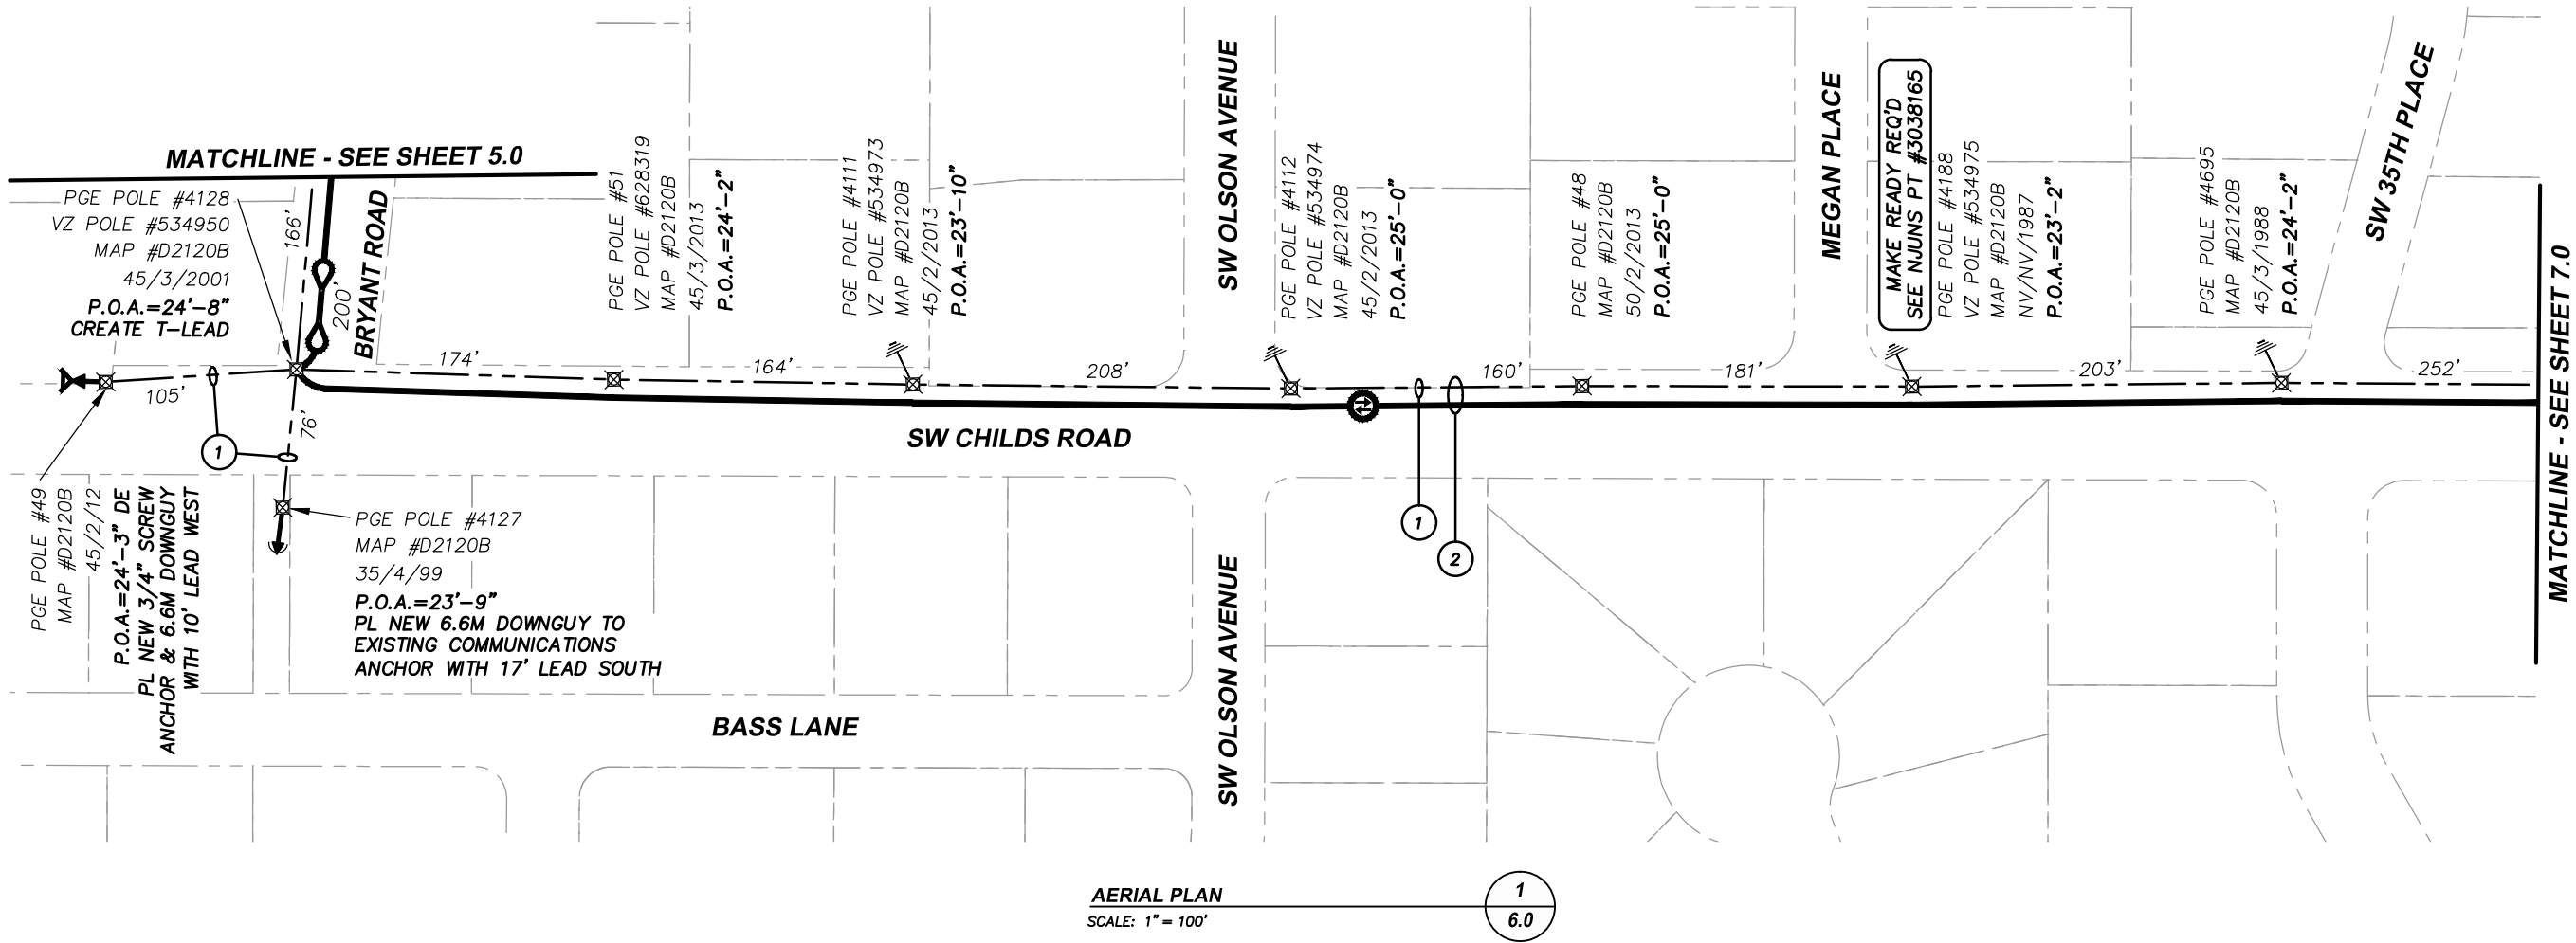 MATCHLINE - SEE SHEET 5.0
PGE POLE #4128
VZ POLE #534950
MAP #D2120B
45/3/2001
P.O.A.=24'-8"
CREATE T-LEAD
166'
200'
BRYANT ROAD
PGE POLE #51
VZ POLE #628319
MAP #D2120B
45/3/2013
P.O.A.=24'-2"
PGE POLE #4111
VZ POLE #534973
MAP #D2120B
45/2/2013
P.O.A.=23'-10"
SW OLSON AVENUE
PGE POLE #4112
VZ POLE #534974
MAP #D2120B
45/2/2013
P.O.A.=25'-0"
PGE POLE #48
MAP #D2120B
50/2/2013
P.O.A.=25'-0"
MEGAN PLACE
MAKE READY REQ'D
SEE NJUNS PT #3038165
PGE POLE #4188
VZ POLE #534975
MAP #D2120B
NV/NV/1987
P.O.A.=23'-2"
PGE POLE #4695
MAP #D2120B
45/3/1988
P.O.A.=24'-2"
SW 35TH PLACE
MATCHLINE - SEE SHEET 7.0
105'
174'
164'
208'
160'
181'
203'
252'
76'
1
SW CHILDS ROAD
1
2
PGE POLE #49
MAP #D2120B
45/2/12
P.O.A.=24'-3" DE
PL NEW 3/4" SCREW
ANCHOR & 6.6M DOWNGUY
WITH 10' LEAD WEST
PGE POLE #4127
MAP #D2120B
35/4/99
P.O.A.=23'-9"
PL NEW 6.6M DOWNGUY TO
EXISTING COMMUNICATIONS
ANCHOR WITH 17' LEAD SOUTH
SW OLSON AVENUE
BASS LANE
AERIAL PLAN
SCALE: 1" = 100'
1
6.0